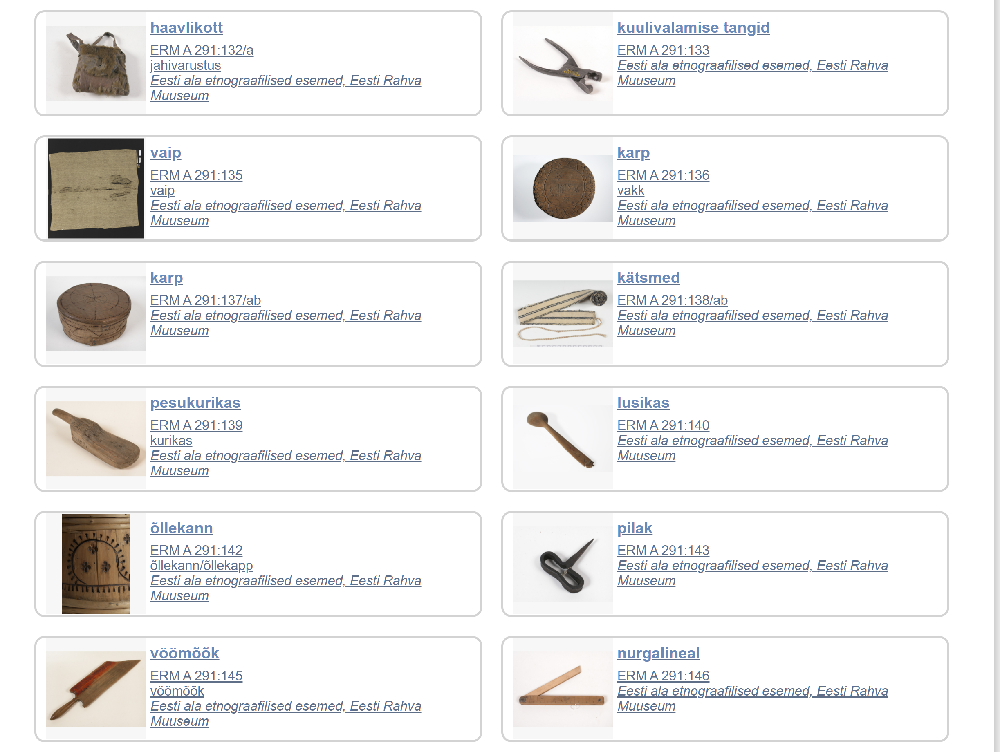 haavlikott
ERM A 291:132/a
jahivarustus
Eesti ala etnograafilised esemed, Eesti Rahva
Muuseum
kuulivalamise tangid
ERM A 291:133
Eesti ala etnograafilised esemed, Eesti Rahva
Muuseum
vaip
ERM A 291:135
vaip
Eesti ala etnograafilised esemed, Eesti Rahva
Muuseum
karp
ERM A 291:136
vakk
Eesti ala etnograafilised esemed, Eesti Rahva
Muuseum
karp
ERM A 291:137/ab
Eesti ala etnograafilised esemed, Eesti Rahva
Muuseum
kätsmed
ERM A 291:138/ab
Eesti ala etnograafilised esemed, Eesti Rahva
Muuseum
pesukurikas
ERM A 291:139
kurikas
Eesti ala etnograafilised esemed, Eesti Rahva
Muuseum
lusikas
ERM A 291:140
Eesti ala etnograafilised esemed, Eesti Rahva
Muuseum
õllekann
ERM A 291:142
õllekann/õllekapp
Eesti ala etnograafilised esemed, Eesti Rahva
Muuseum
pilak
ERM A 291:143
Eesti ala etnograafilised esemed, Eesti Rahva
Muuseum
vöömõõk
ERM A 291:145
vöömõõk
Eesti ala etnograafilised esemed, Eesti Rahva
Muuseum
nurgalineal
ERM A 291:146
Eesti ala etnograafilised esemed, Eesti Rahva
Muuseum